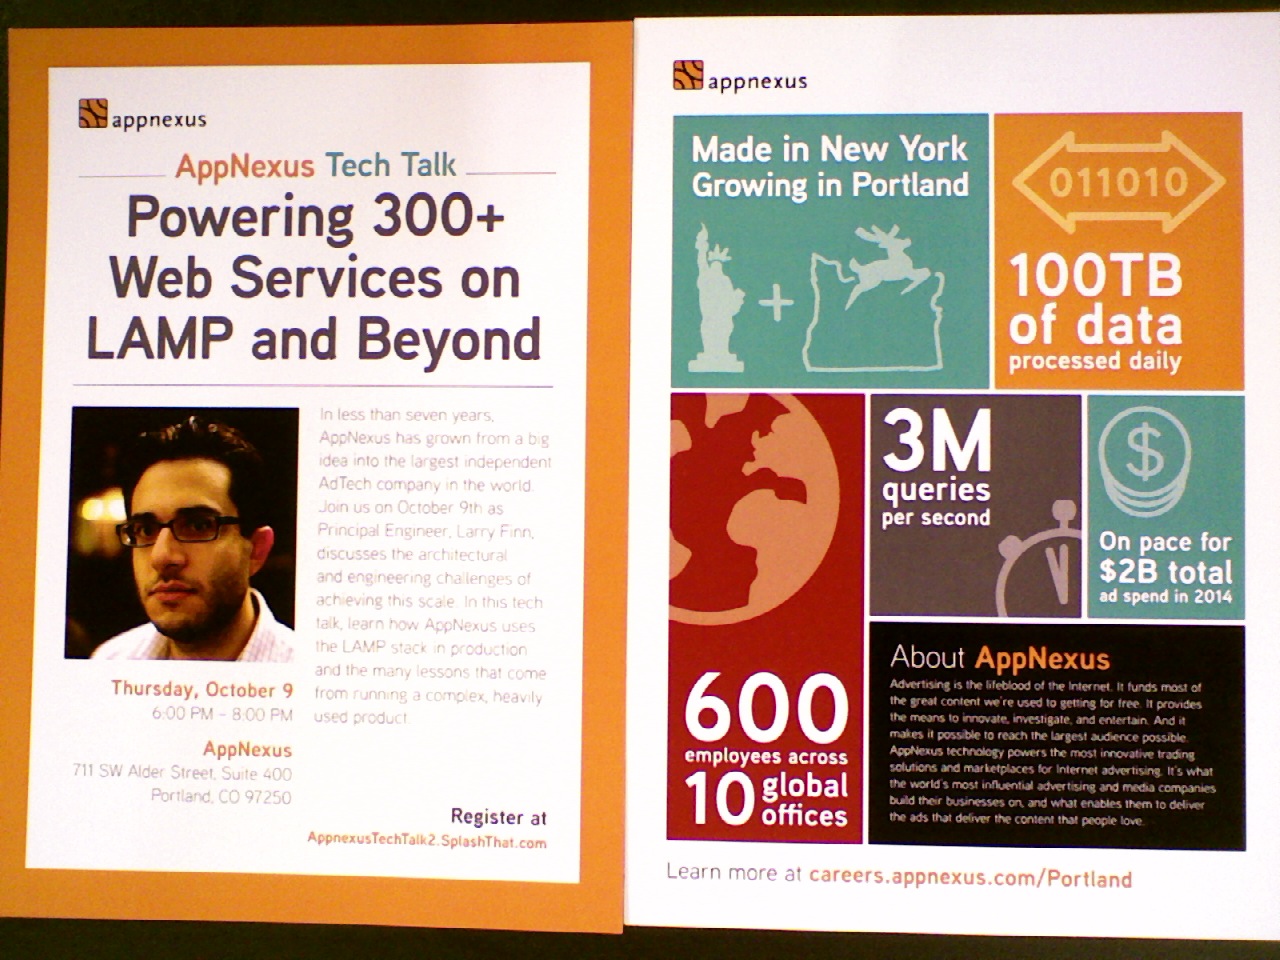 appnexus
AppNexus Tech Talk
Powering 300+
Web Services on
LAMP and Beyond
In less than seven years,
AppNexus has grown from a big
idea into the largest independent
AdTech company in the world.
Join us on October 9th as
Principal Engineer, Larry Finn,
discusses the architectural
and engineering challenges of
achieving this scale. In this tech
talk, learn how AppNexus uses
the LAMP stack in production
and the many lessons that come
from running a complex, heavily
used product.
Thursday, October 9
6:00 PM - 8:00 PM
AppNexus
711 SW Alder Street, Suite 400
Portland, CO 97250
Register at
AppnexusTechTalk2.SplashThat.com
appnexus
Made in New York
Growing in Portland
+
011010
100TB
of data
processed daily
3M
queries
per second
$
On pace for
$2B total
ad spend in 2014
600
employees across
10 global
offices
About AppNexus
Advertising is the lifeblood of the Internet. It funds most of
the great content we're used to getting for free. It provides
the means to innovate, investigate, and entertain. And it
makes it possible to reach the largest audience possible.
AppNexus technology powers the most innovative trading
solutions and marketplaces for Internet advertising. It's what
the world's most influential advertising and media companies
build their businesses on, and what enables them to deliver
the ads that deliver the content that people love.
Learn more at careers.appnexus.com/Portland